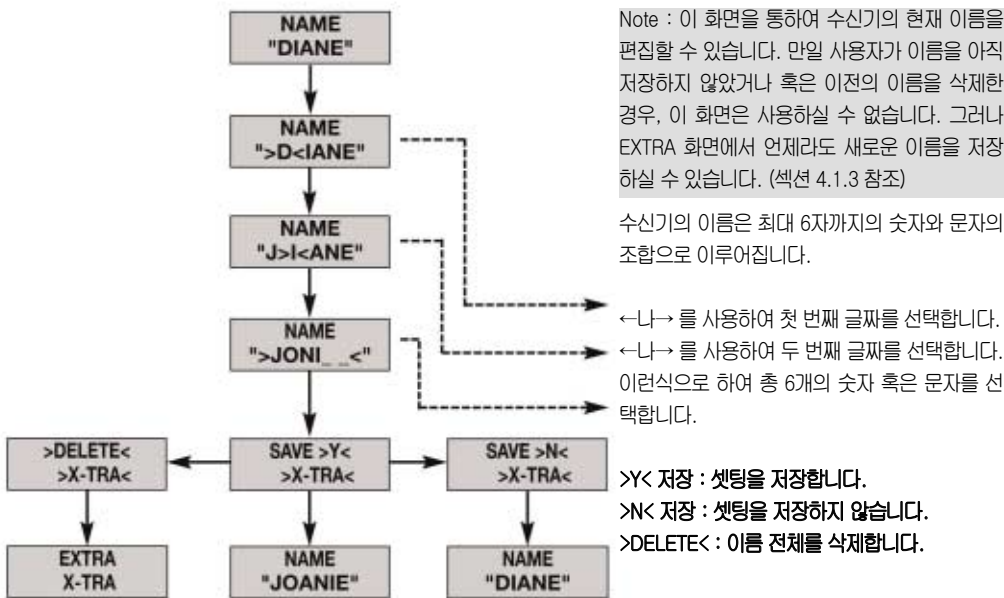 NAME
"DIANE"
NAME
">D<IANE"
NAME
"J>I<ANE"
NAME
">JONI_ _<"
>DELETE<
>X-TRA<
SAVE >Y<
>X-TRA<
SAVE >N<
>X-TRA<
EXTRA
X-TRA
NAME
"JOANIE"
NAME
"DIANE"
Note : 이 화면을 통하여 수신기의 현재 이름을
편집할 수 있습니다. 만일 사용자가 이름을 아직
저장하지 않았거나 혹은 이전의 이름을 삭제한
경우, 이 화면은 사용하실 수 없습니다. 그러나
EXTRA 화면에서 언제라도 새로운 이름을 저장
하실 수 있습니다. (섹션 4.1.3 참조)
수신기의 이름은 최대 6자까지의 숫자와 문자의
조합으로 이루어집니다.
←나→ 를 사용하여 첫 번째 글짜를 선택합니다.
←나→ 를 사용하여 두 번째 글짜를 선택합니다.
이런식으로 하여 총 6개의 숫자 혹은 문자를 선
택합니다.
>Y< 저장 : 셋팅을 저장합니다.
>N< 저장 : 셋팅을 저장하지 않습니다.
>DELETE< : 이름 전체를 삭제합니다.